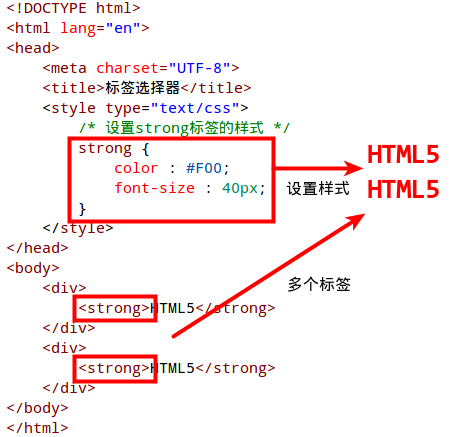 <!DOCTYPE html>
<html lang="en">
<head>
<meta charset="UTF-8">
<title>标签选择器</title>
<style type="text/css">
/* 设置strong标签的样式 */
strong {
color : #F00;
font-size : 40px;
}
</style>
</head>
<body>
<div>
<strong>HTML5</strong>
</div>
<div>
<strong>HTML5</strong>
</div>
</body>
</html>
HTML5
HTML5
设置样式
多个标签